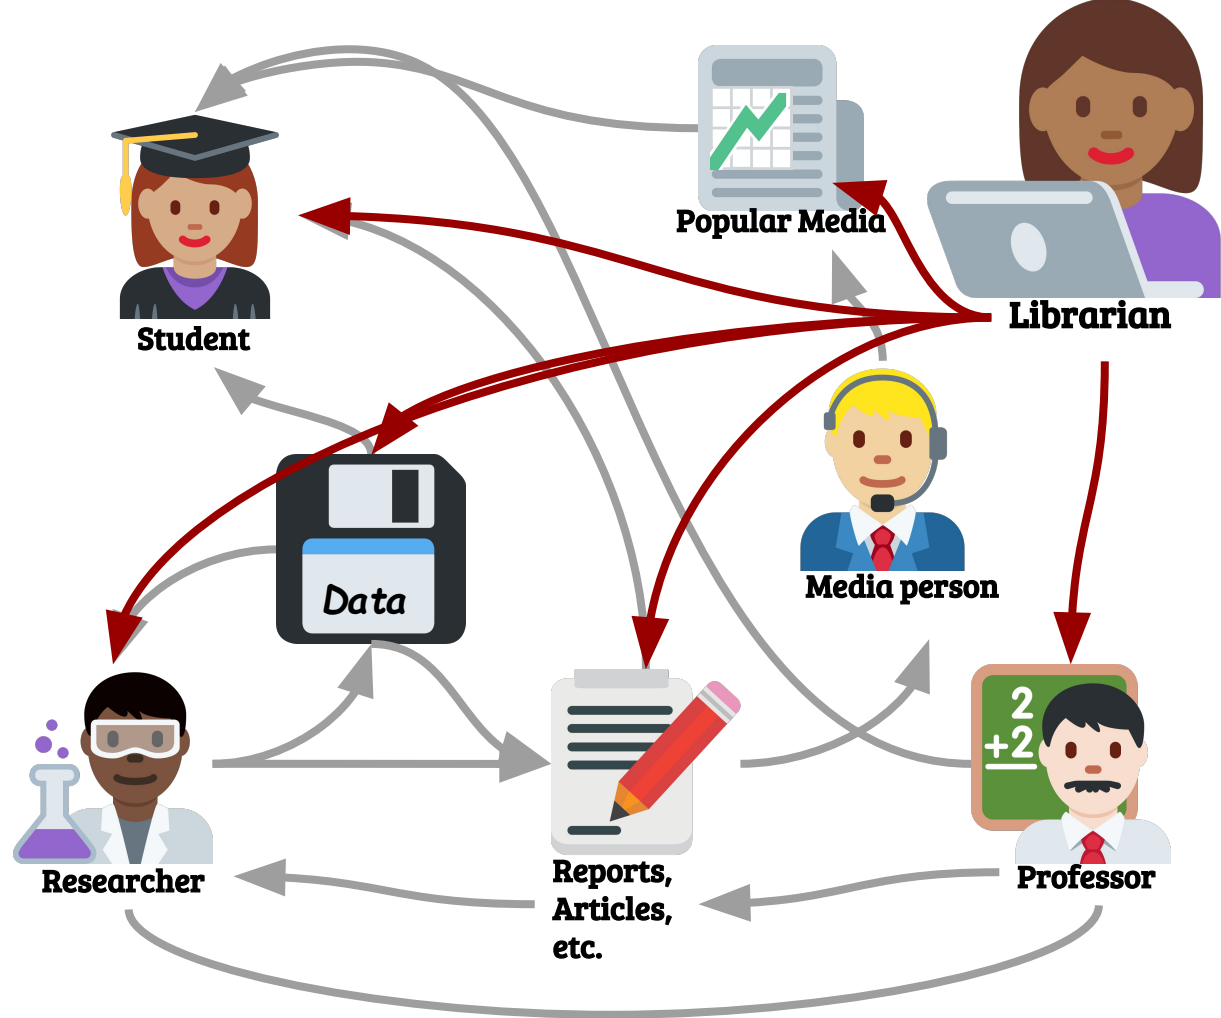 Popular Media
Librarian
Student
Data
Media person
2
+2
Researcher
Reports,
Articles,
etc.
Professor